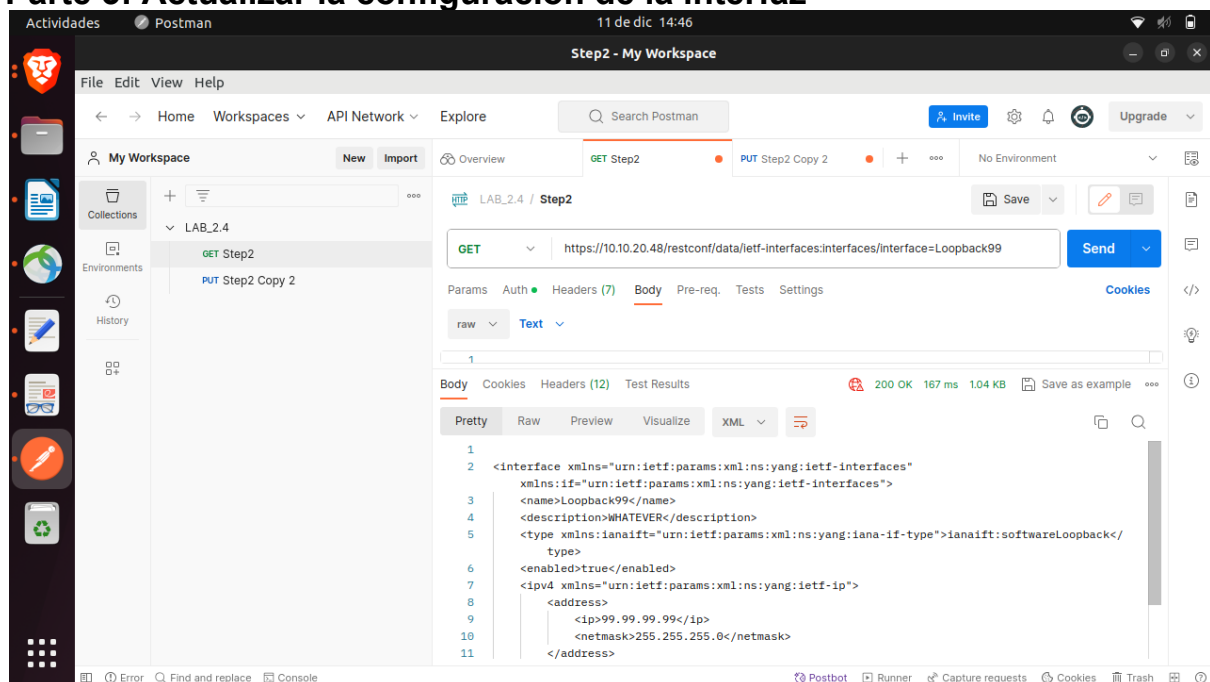 Parte 3: Actualizar la configuración de la interfaz
Actividades Postman 11 de dic 14:46
Step2 - My Workspace
File Edit View Help
Home Workspaces API Network Explore Search Postman Invite Upgrade
My Workspace New Import Overview GET Step2 PUT Step2 Copy 2 No Environment
Collections
Environments
History
LAB_2.4
GET Step2
PUT Step2 Copy 2
HTTP LAB_2.4 / Step2 Save
GET https://10.10.20.48/restconf/data/ietf-interfaces:interfaces/interface=Loopback99 Send
Params Auth Headers (7) Body Pre-req. Tests Settings Cookies
raw Text
1
Body Cookies Headers (12) Test Results 200 OK 167 ms 1.04 KB Save as example
Pretty Raw Preview Visualize XML
1
2 <interface xmlns="urn:ietf:params:xml:ns:yang:ietf-interfaces"
xmlns:if="urn:ietf:params:xml:ns:yang:ietf-interfaces">
3 <name>Loopback99</name>
4 <description>WHATEVER</description>
5 <type xmlns:ianaift="urn:ietf:params:xml:ns:yang:iana-if-type">ianaift:softwareLoopback</
type>
6 <enabled>true</enabled>
7 <ipv4 xmlns="urn:ietf:params:xml:ns:yang:ietf-ip">
8 <address>
9 <ip>99.99.99.99</ip>
10 <netmask>255.255.255.0</netmask>
11 </address>
Error Find and replace Console Postbot Runner Capture requests Cookies Trash